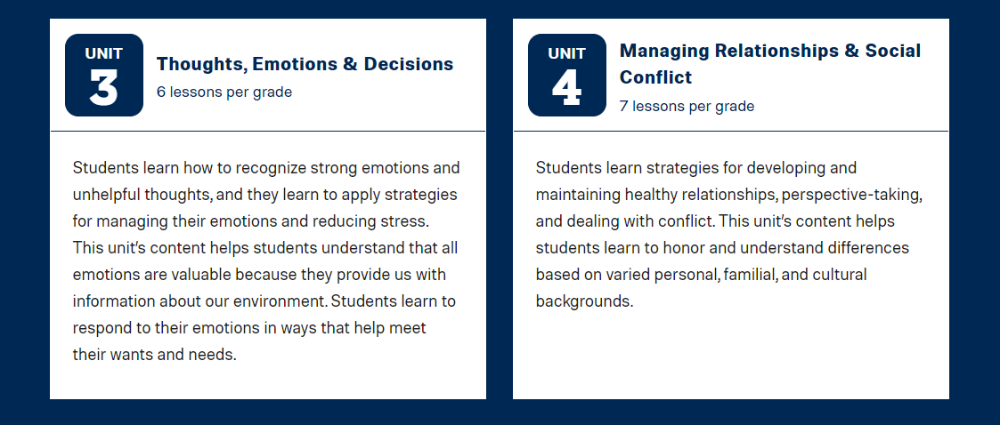 UNIT
3
Thoughts, Emotions & Decisions
6 lessons per grade
Students learn how to recognize strong emotions and
unhelpful thoughts, and they learn to apply strategies
for managing their emotions and reducing stress.
This unit's content helps students understand that all
emotions are valuable because they provide us with
information about our environment. Students learn to
respond to their emotions in ways that help meet
their wants and needs.
UNIT
4
Managing Relationships & Social
Conflict
7 lessons per grade
Students learn strategies for developing and
maintaining healthy relationships, perspective-taking,
and dealing with conflict. This unit's content helps
students learn to honor and understand differences
based on varied personal, familial, and cultural
backgrounds.